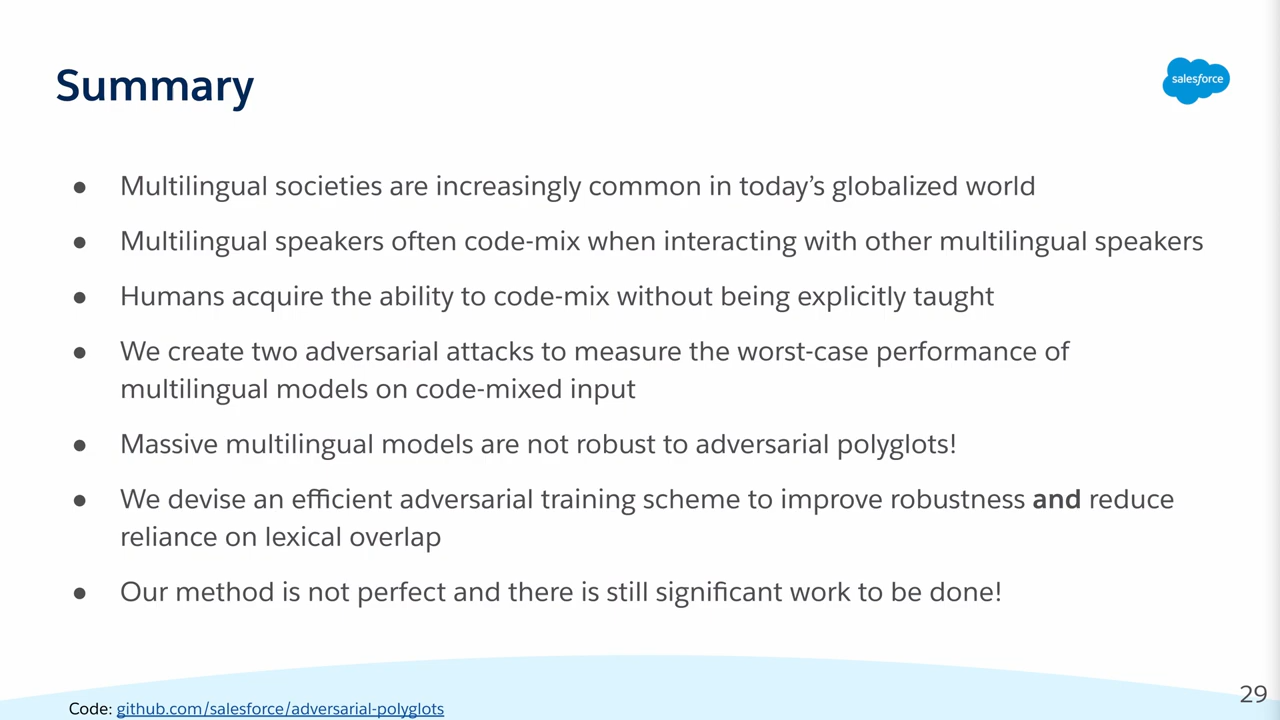 Summary
salesforce
● Multilingual societies are increasingly common in today’s globalized world
● Multilingual speakers often code-mix when interacting with other multilingual speakers
● Humans acquire the ability to code-mix without being explicitly taught
● We create two adversarial attacks to measure the worst-case performance of
multilingual models on code-mixed input
● Massive multilingual models are not robust to adversarial polyglots!
● We devise an efficient adversarial training scheme to improve robustness and reduce
reliance on lexical overlap
● Our method is not perfect and there is still significant work to be done!
Code: github.com/salesforce/adversarial-polyglots
29